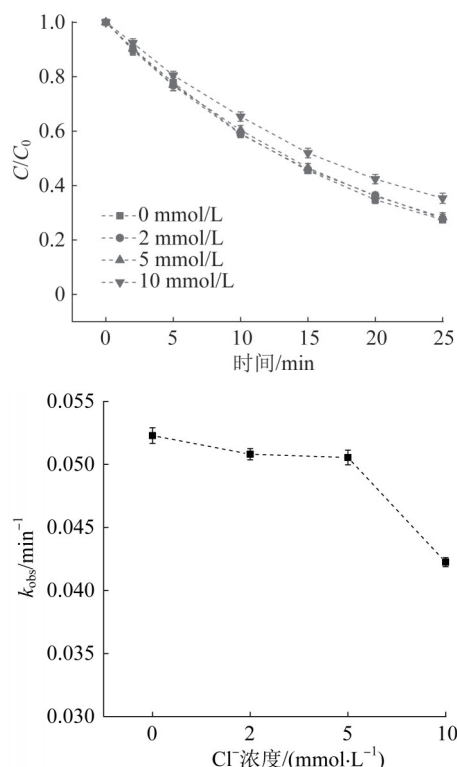 1.0
0.8
0.6
0.4
0.2
0
C/C₀
0 mmol/L
2 mmol/L
5 mmol/L
10 mmol/L
0 5 10 15 20 25
时间/min
0.055
0.050
0.045
0.040
0.035
0.030
k_obs/min⁻¹
0 2 5 10
Cl⁻浓度/(mmol·L⁻¹)